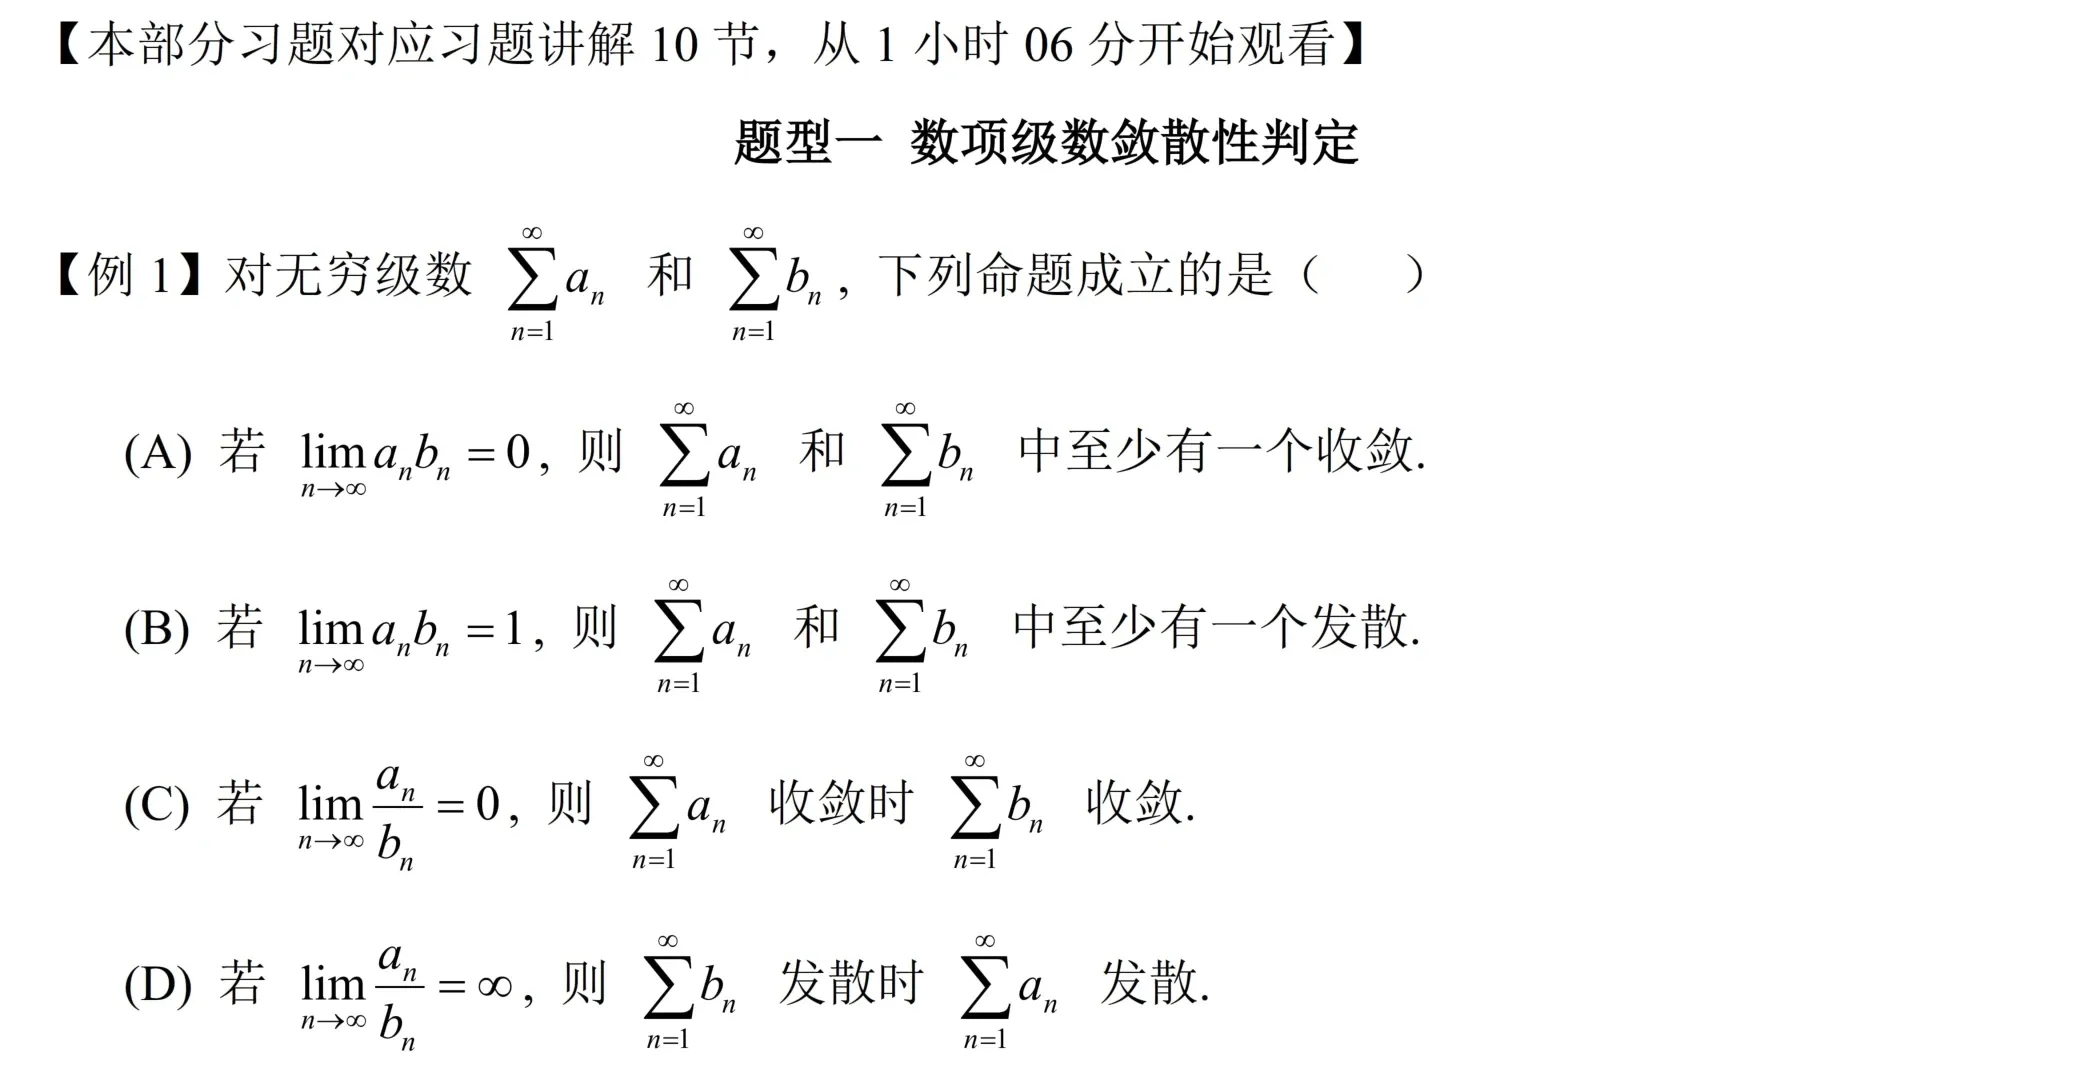 【本部分习题对应习题讲解 10 节，从 1 小时 06 分开始观看】
题型一 数项级数敛散性判定
【例 1】对无穷级数 $\sum_{n=1}^{\infty} a_n$ 和 $\sum_{n=1}^{\infty} b_n$, 下列命题成立的是（ ）
(A) 若 $\lim_{n\to\infty} a_n b_n = 0$, 则 $\sum_{n=1}^{\infty} a_n$ 和 $\sum_{n=1}^{\infty} b_n$ 中至少有一个收敛.
(B) 若 $\lim_{n\to\infty} a_n b_n = 1$, 则 $\sum_{n=1}^{\infty} a_n$ 和 $\sum_{n=1}^{\infty} b_n$ 中至少有一个发散.
(C) 若 $\lim_{n\to\infty} \frac{a_n}{b_n} = 0$, 则 $\sum_{n=1}^{\infty} a_n$ 收敛时 $\sum_{n=1}^{\infty} b_n$ 收敛.
(D) 若 $\lim_{n\to\infty} \frac{a_n}{b_n} = \infty$, 则 $\sum_{n=1}^{\infty} b_n$ 发散时 $\sum_{n=1}^{\infty} a_n$ 发散.